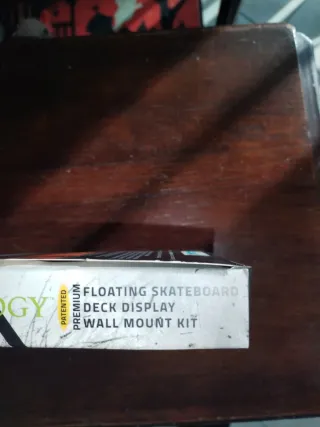 OGY
PATENTED
PREMIUM
FLOATING SKATEBOARD
DECK DISPLAY
WALL MOUNT KIT